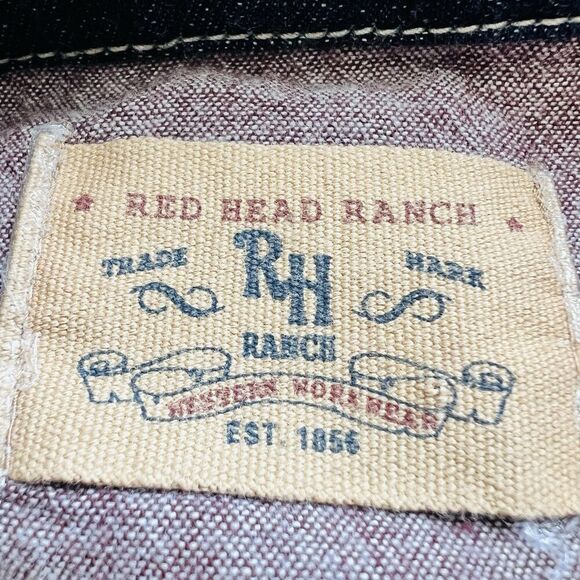 RED HEAD RANCH
TRADE RH MARK
RANCH
WESTERN WORKWEAR
EST. 1856